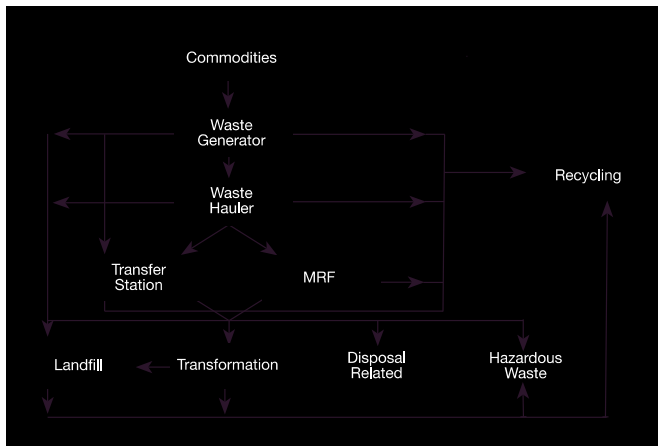 Commodities
Waste
Generator
Waste
Hauler
Recycling
Transfer
Station
MRF
Landfill
Transformation
Disposal
Related
Hazardous
Waste